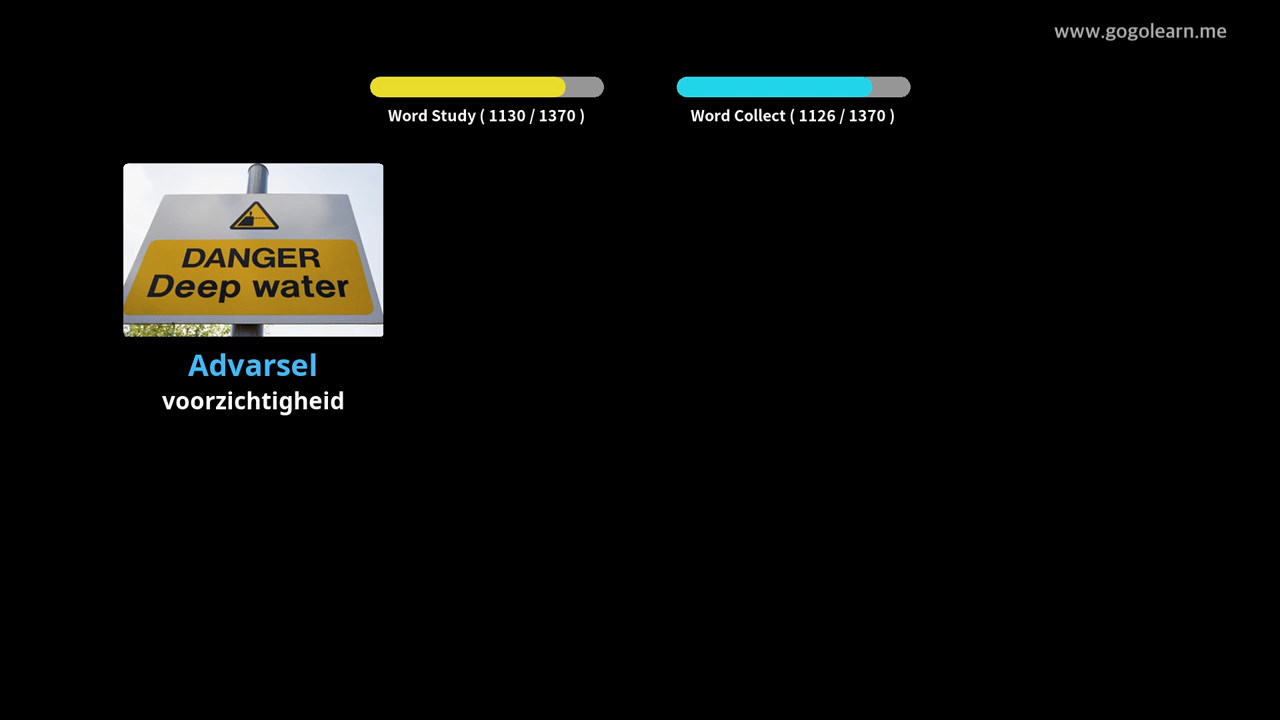 www.gogolearn.me
Word Study ( 1130 / 1370 )
Word Collect ( 1126 / 1370 )
DANGER
Deep water
Advarsel
voorzichtigheid